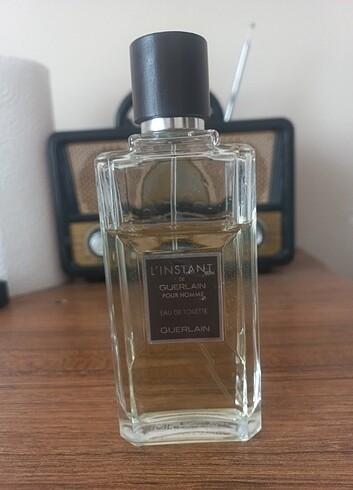 L'INSTANT
DE
GUERLAIN
POUR HOMME
EAU DE TOILETTE
GUERLAIN